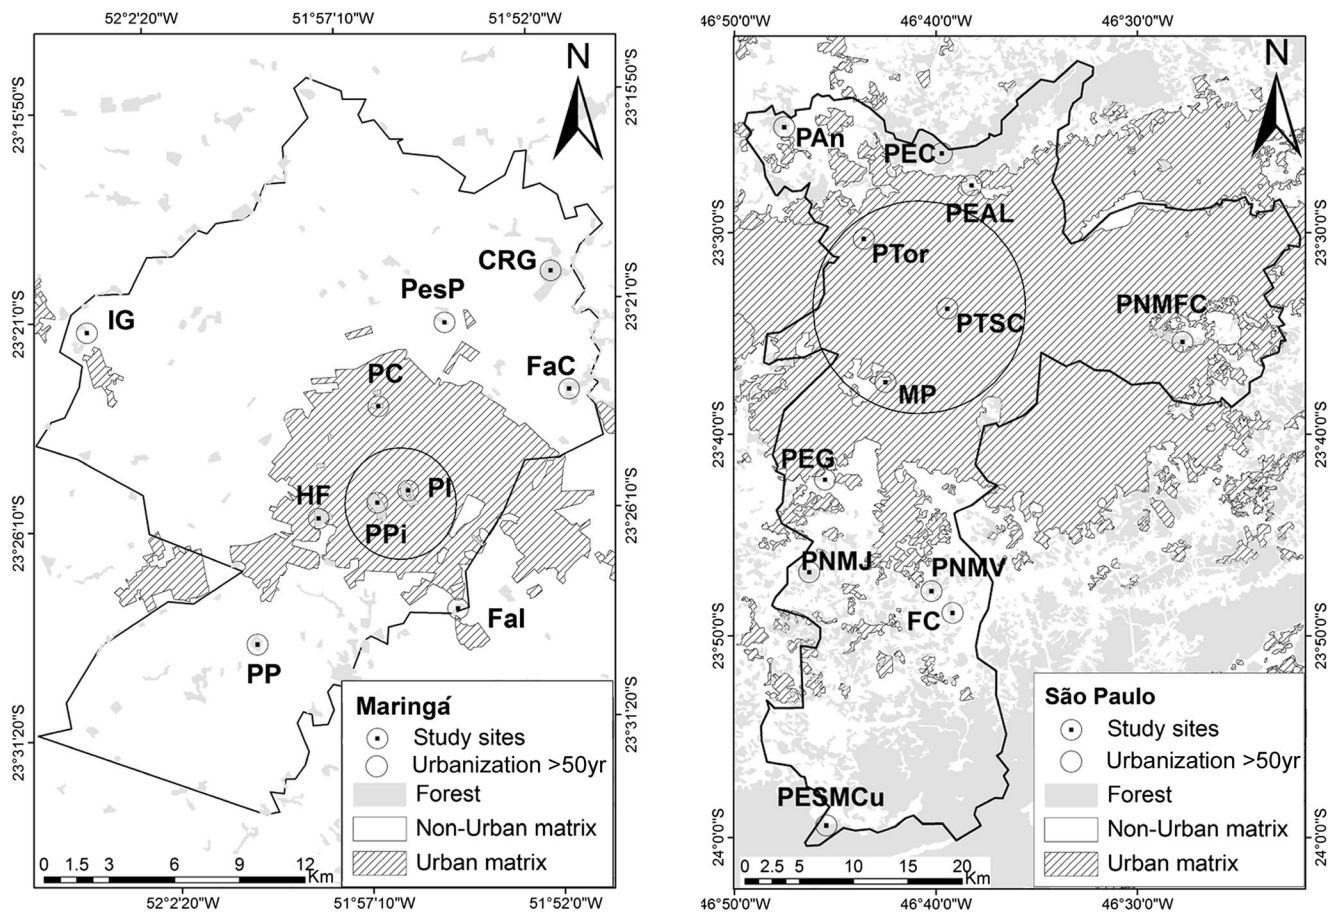 52°2'20"W 51°57'10"W 51°52'0"W
23°15'50"S
23°21'0"S
23°26'10"S
23°31'20"S
N
CRG
PesP
IG
FaC
PC
HF
PI
PPi
FaI
PP
Maringá
Study sites
Urbanization >50yr
Forest
Non-Urban matrix
Urban matrix
0 1.5 3 6 9 12
Km
23°15'50"S
23°21'0"S
23°26'10"S
23°31'20"S
52°2'20"W 51°57'10"W 51°52'0"W
46°50'0"W 46°40'0"W 46°30'0"W
23°30'0"S
23°40'0"S
23°50'0"S
24°0'0"S
N
PAn
PEC
PEAL
PTor
PTSC
PNMFC
MP
PEG
PNMJ
PNMV
FC
PESMCu
São Paulo
Study sites
Urbanization >50yr
Forest
Non-Urban matrix
Urban matrix
0 2.5 5 10 15 20
Km
23°30'0"S
23°40'0"S
23°50'0"S
24°0'0"S
46°50'0"W 46°40'0"W 46°30'0"W